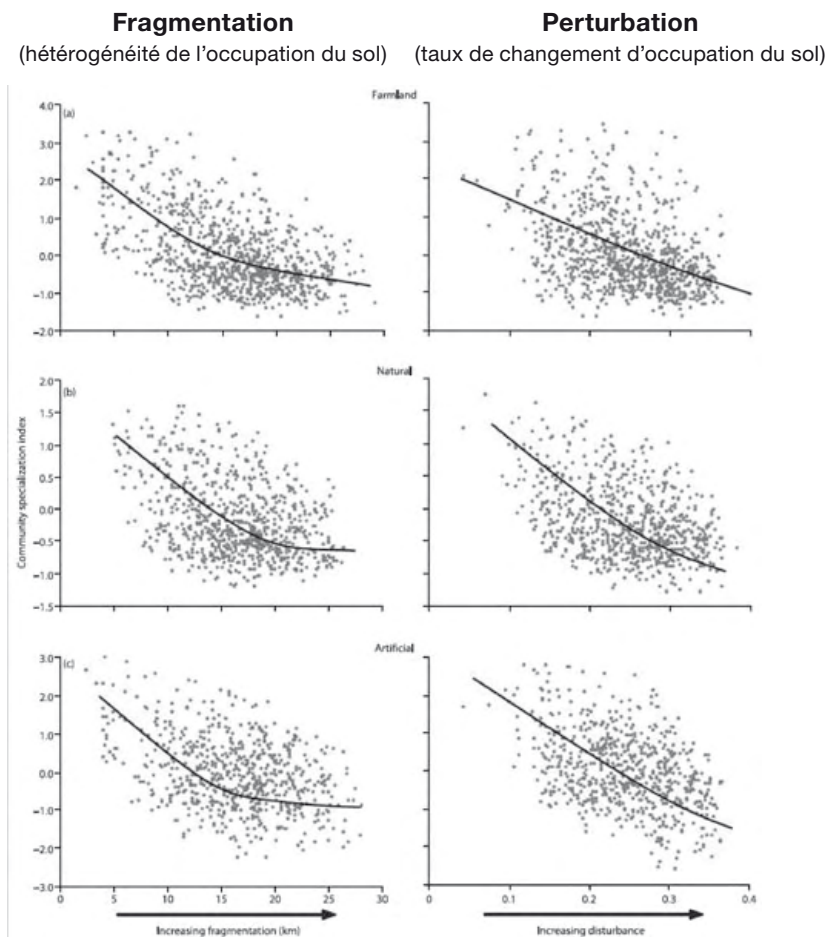 Fragmentation
(hétérogénéité de l'occupation du sol)
Perturbation
(taux de changement d'occupation du sol)
Farmland
(a)
4.0
3.0
2.0
1.0
0.0
−1.0
−2.0
Natural
(b)
2.0
1.5
1.0
0.5
0.0
−0.5
−1.0
−1.5
Community specialization index
Artificial
(c)
3.0
2.0
1.0
0.0
−1.0
−2.0
−3.0
0 5 10 15 20 25 30
Increasing fragmentation (km)
0 0.1 0.2 0.3 0.4
Increasing disturbance